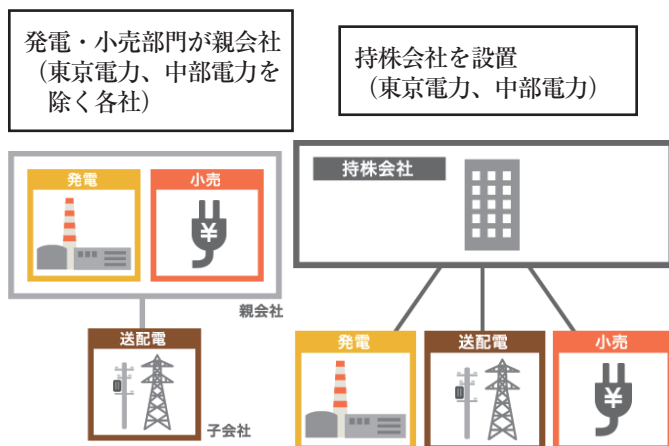 発電・小売部門が親会社
（東京電力、中部電力を
除く各社）
持株会社を設置
（東京電力、中部電力）
発電
小売
¥
親会社
送配電
子会社
持株会社
発電
送配電
小売
¥